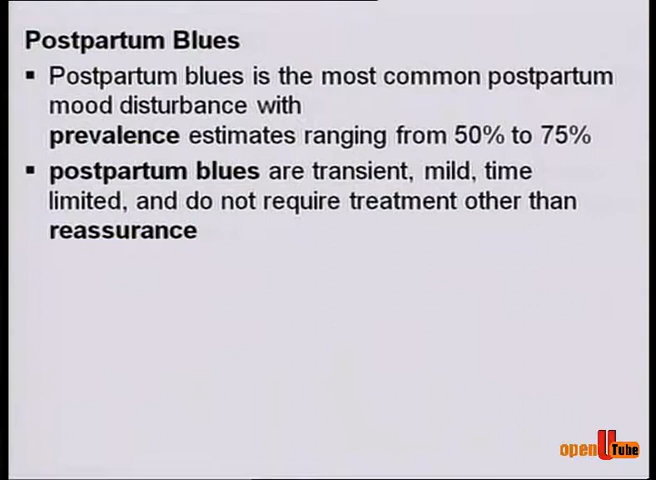 Postpartum Blues
▪ Postpartum blues is the most common postpartum
mood disturbance with
prevalence estimates ranging from 50% to 75%
▪ postpartum blues are transient, mild, time
limited, and do not require treatment other than
reassurance
openUTube